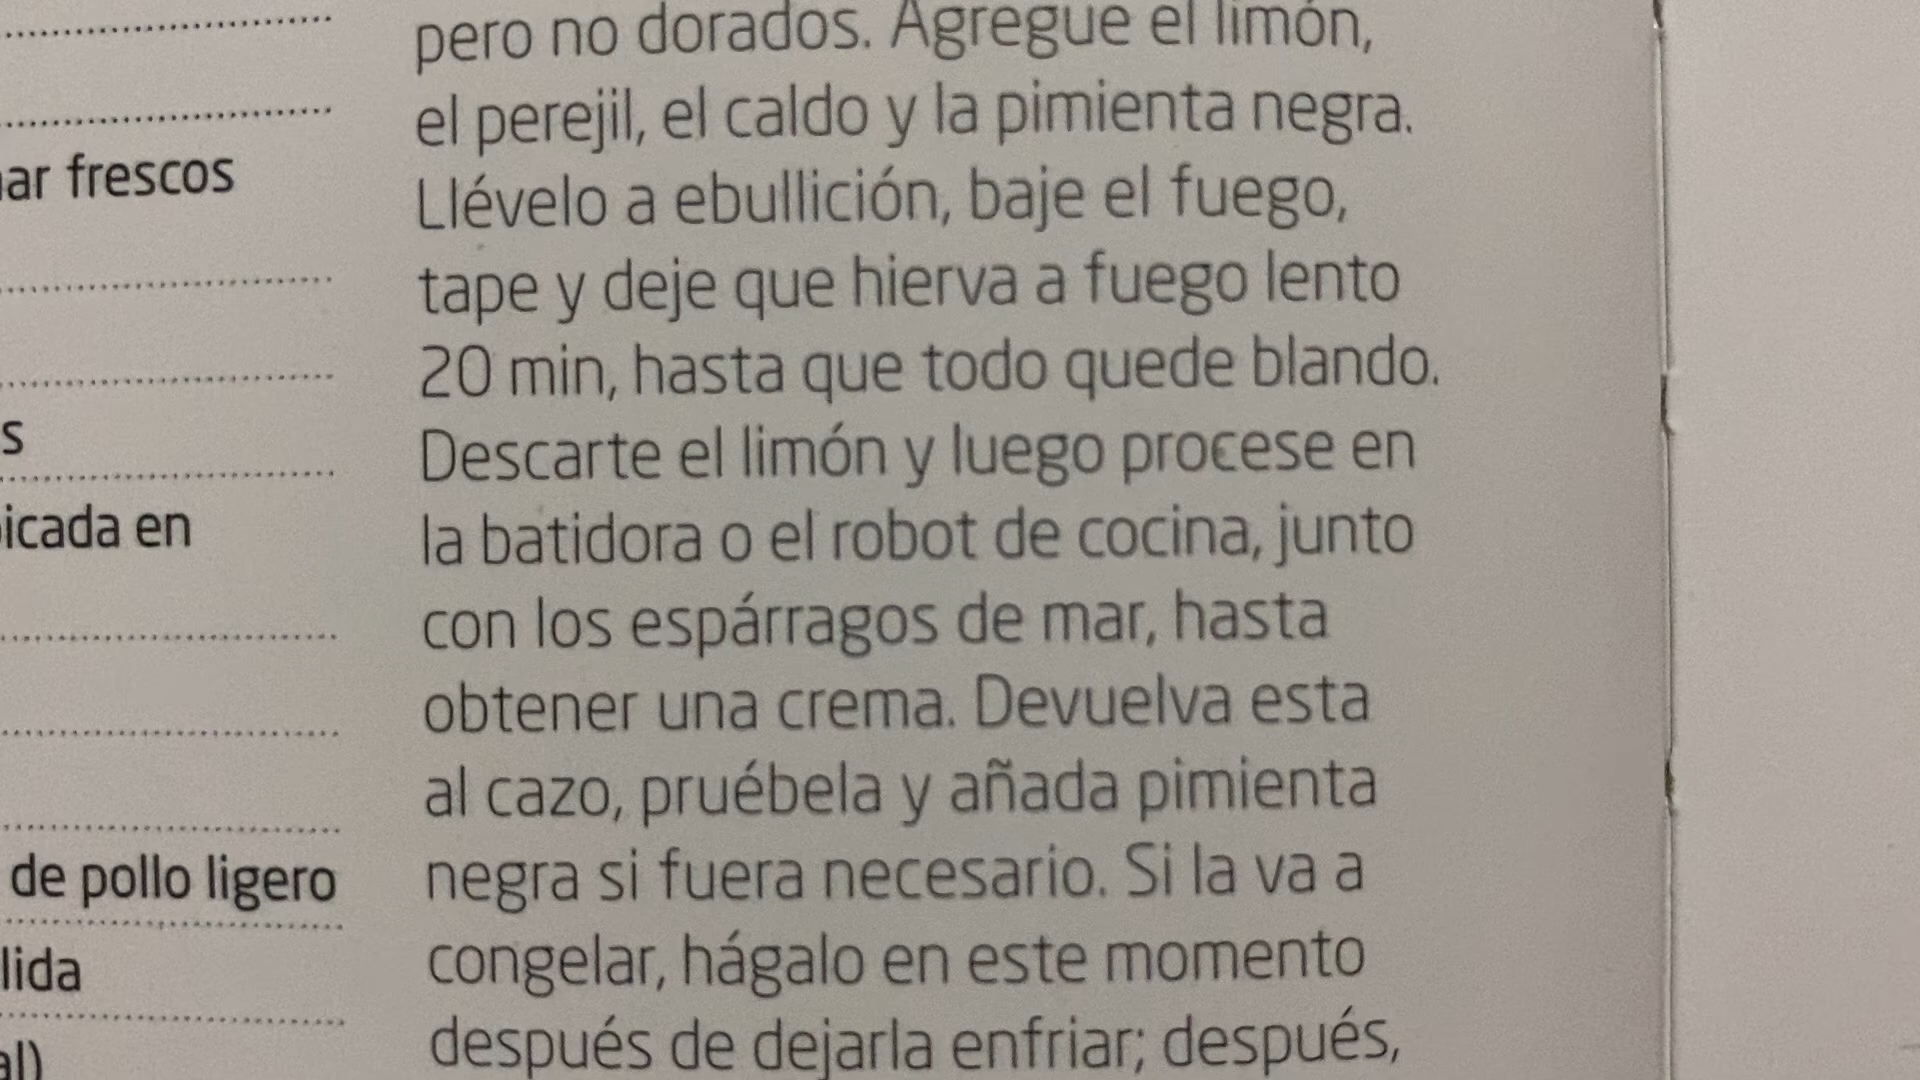 frescos
s
en
de pollo ligero
pero no dorados. Agregue el limón,
el perejil, el caldo y la pimienta negra.
Llévelo a ebullición, baje el fuego,
tape y deje que hierva a fuego lento
20 min, hasta que todo quede blando.
Descarte el limón y luego procese en
la batidora o el robot de cocina, junto
con los espárragos de mar, hasta
obtener una crema. Devuelva esta
al cazo, pruébela y añada pimienta
negra si fuera necesario. Si la va a
congelar, hágalo en este momento
después de dejarla enfriar; después,